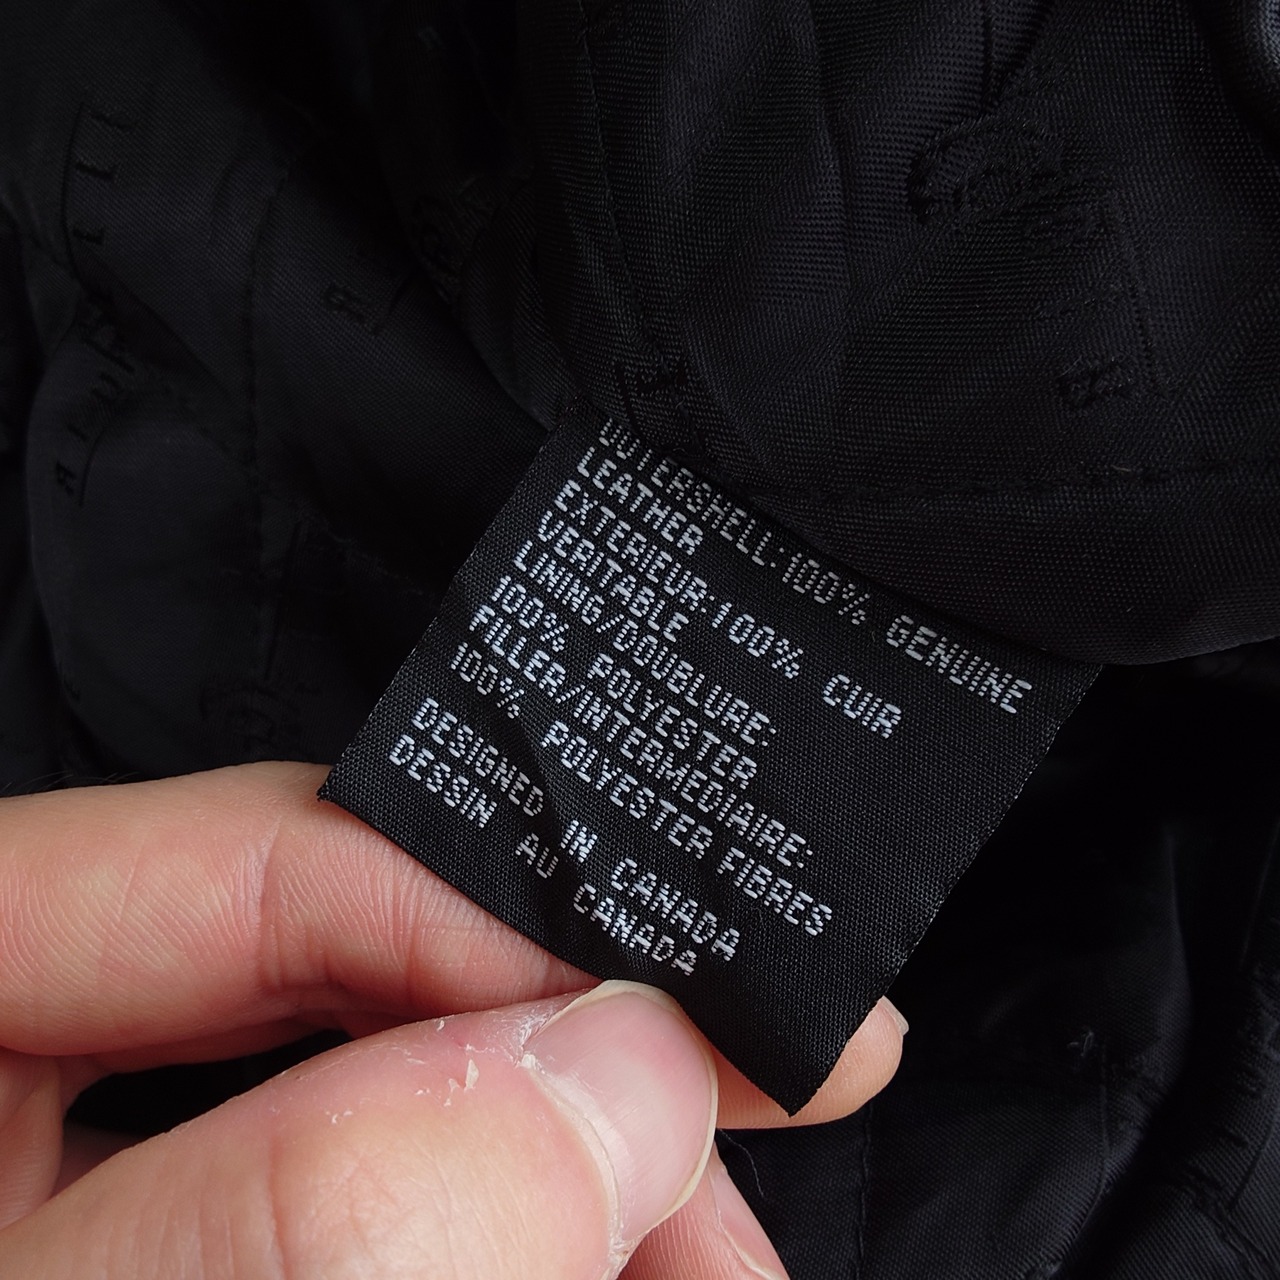 OUTERSHELL:100% GENUINE
LEATHER
EXTERIEUR:100% CUIR
VERITABLE
LINING/DOUBLURE:
100% POLYESTER
FILLER/INTERMEDIAIRE:
100% POLYESTER FIBRES
DESIGNED IN CANADA
DESSIN AU CANADA